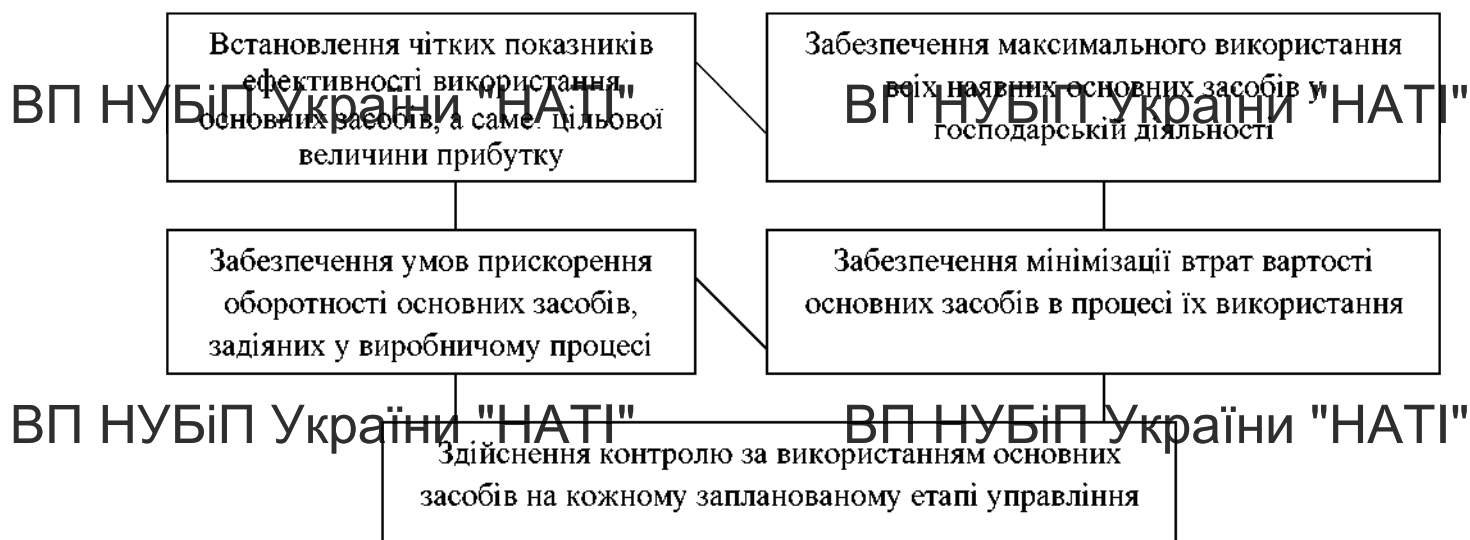 Встановлення чітких показників
ефективності використання
основних засобів, а саме: цільової
величини прибутку
Забезпечення максимального використання
всіх наявних основних засобів у
господарській діяльності
ВП НУБіП України "НАТІ"
ВП НУБіП України "НАТІ"
Забезпечення умов прискорення
оборотності основних засобів,
задіяних у виробничому процесі
Забезпечення мінімізації втрат вартості
основних засобів в процесі їх використання
ВП НУБіП України "НАТІ"
ВП НУБіП України "НАТІ"
Здійснення контролю за використанням основних
засобів на кожному запланованому етапі управління